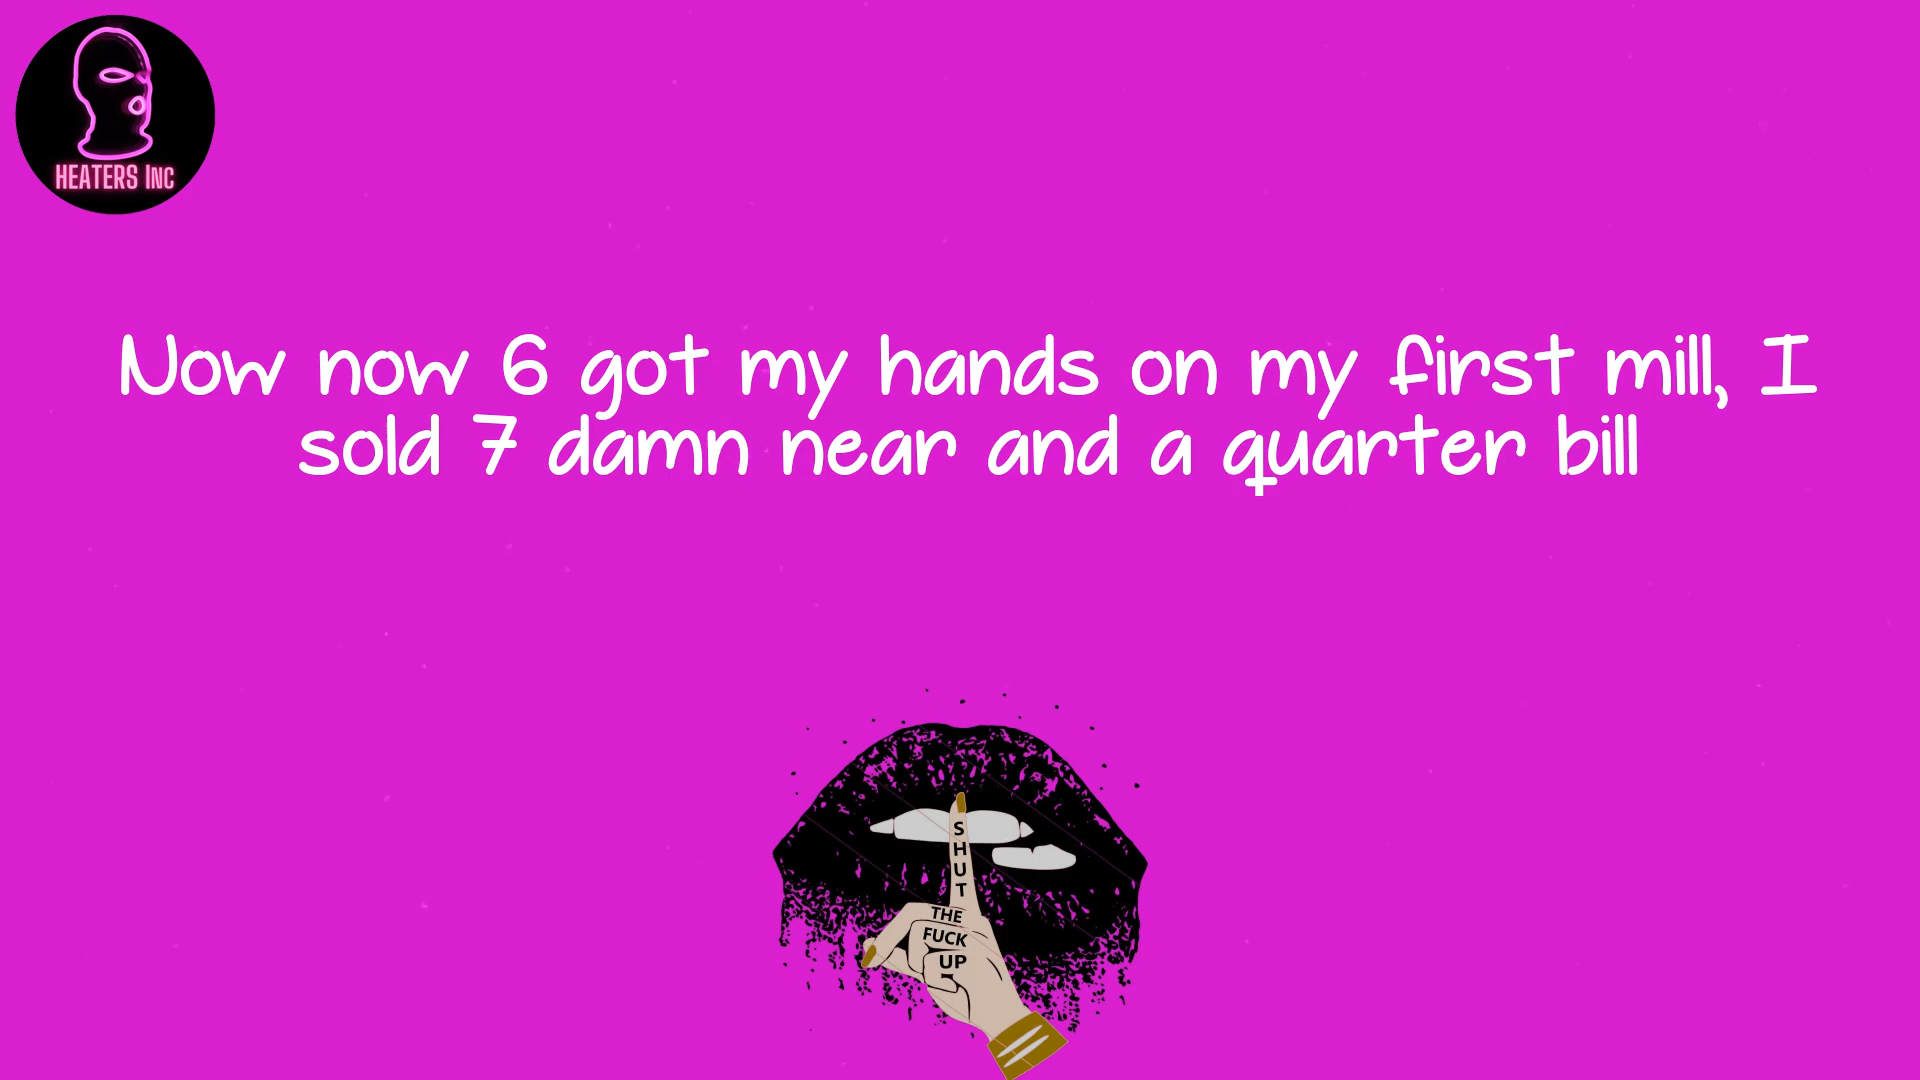 HEATERS INC
Now now 6 got my hands on my first mill, I
sold 7 damn near and a quarter bill
S
H
U
T
THE
FUCK
UP